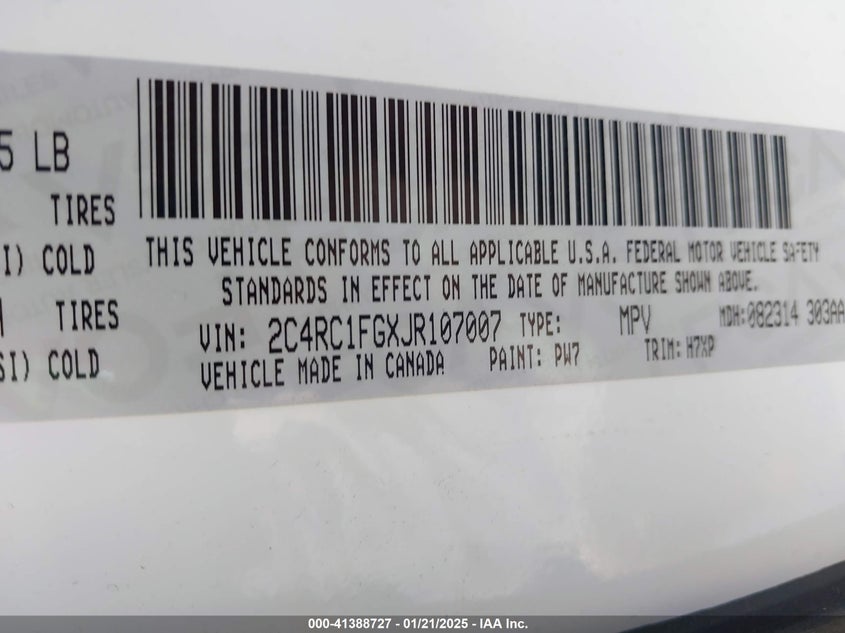 5 LB
TIRES
I) COLD
TIRES
SI) COLD
THIS VEHICLE CONFORMS TO ALL APPLICABLE U.S.A. FEDERAL MOTOR VEHICLE SAFETY
STANDARDS IN EFFECT ON THE DATE OF MANUFACTURE SHOWN ABOVE.
VIN: 2C4RC1FGXJR107007 TYPE: MPV MDH:082314 303AA
VEHICLE MADE IN CANADA PAINT: PW7 TRIM: H7XP
000-41388727 - 01/21/2025 - IAA Inc.